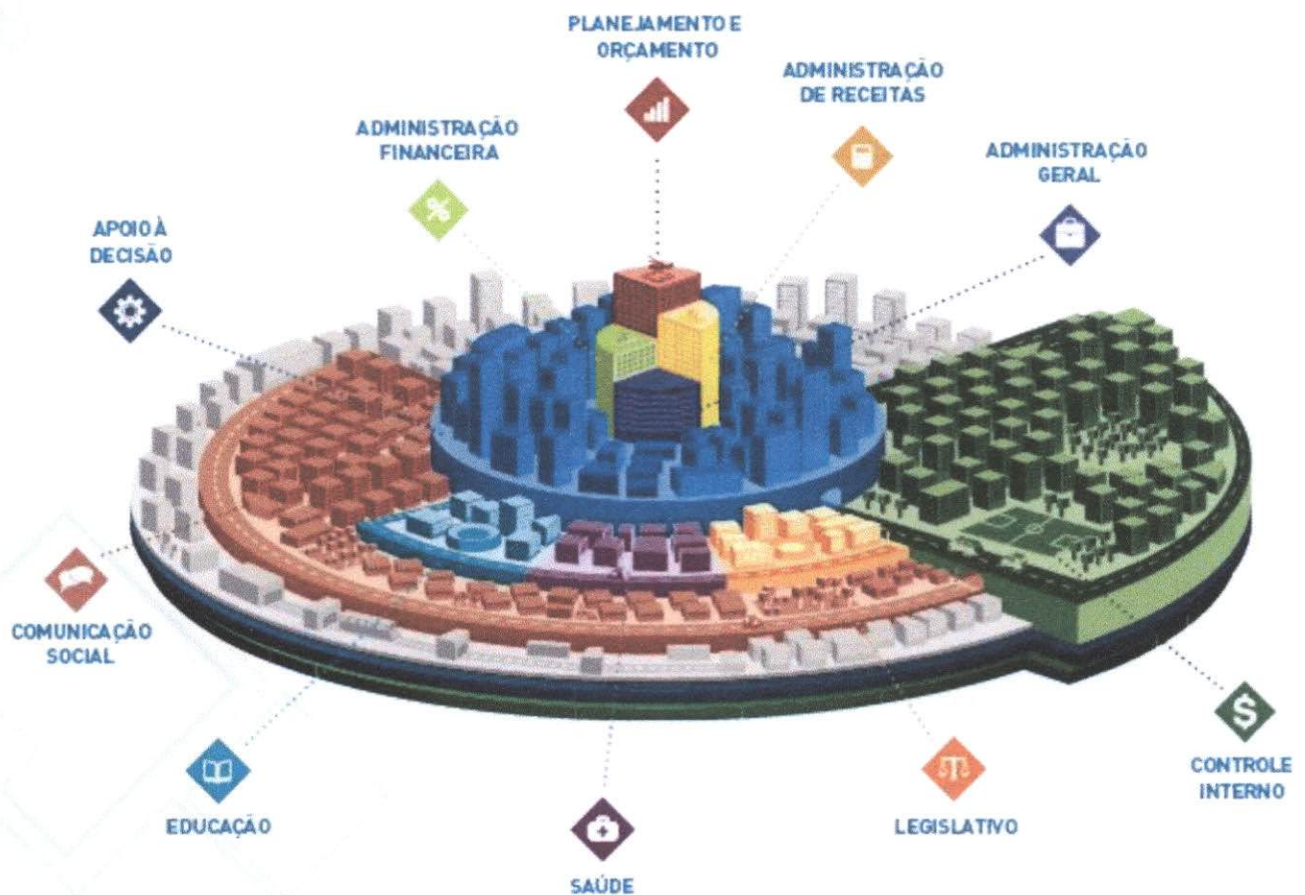 PLANEJAMENTO E
ORÇAMENTO
ADMINISTRAÇÃO
DE RECEITAS
ADMINISTRAÇÃO
FINANCEIRA
ADMINISTRAÇÃO
GERAL
APOIO À
DECISÃO
COMUNICAÇÃO
SOCIAL
EDUCAÇÃO
SAÚDE
LEGISLATIVO
CONTROLE
INTERNO